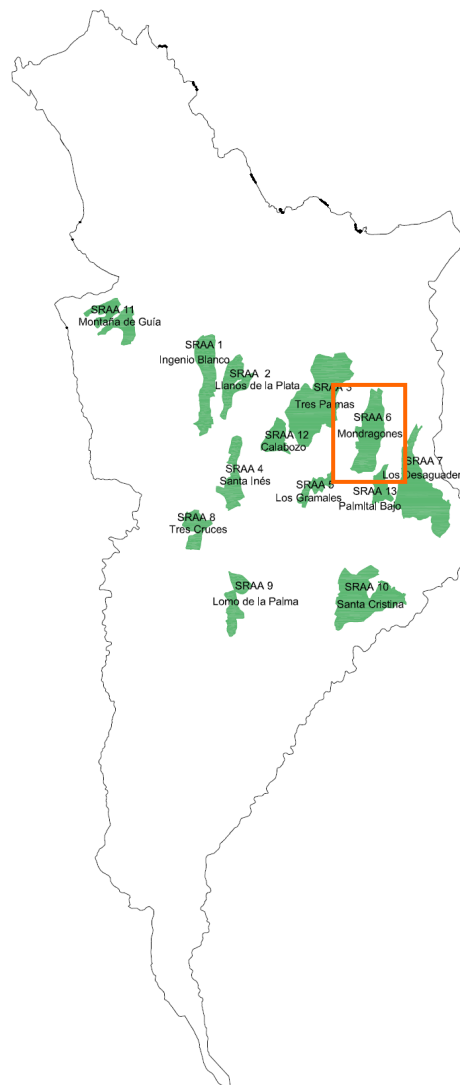 SRAA 11
Montaña de Guía
SRAA 1
Ingenio Blanco
SRAA 2
Llanos de la Plata
SRAA 3
Tres Palmas
SRAA 6
Mondragones
SRAA 12
Calabozo
SRAA 4
Santa Inés
SRAA 5
Los Gramales
SRAA 7
Los Desaguader
SRAA 13
Palmital Bajo
SRAA 8
Tres Cruces
SRAA 9
Lomo de la Palma
SRAA 10
Santa Cristina